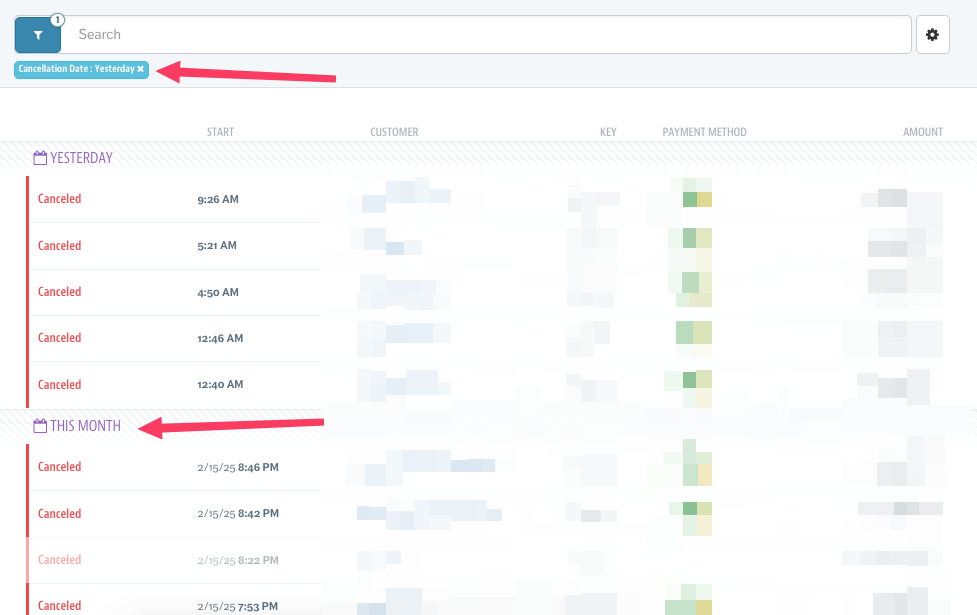 1
Search
Cancellation Date : Yesterday ×
START CUSTOMER KEY PAYMENT METHOD AMOUNT
YESTERDAY
Canceled 9:26 AM
Canceled 5:21 AM
Canceled 4:50 AM
Canceled 12:46 AM
Canceled 12:40 AM
THIS MONTH
Canceled 2/15/25 8:46 PM
Canceled 2/15/25 8:42 PM
Canceled 2/15/25 8:22 PM
Canceled 2/15/25 7:53 PM